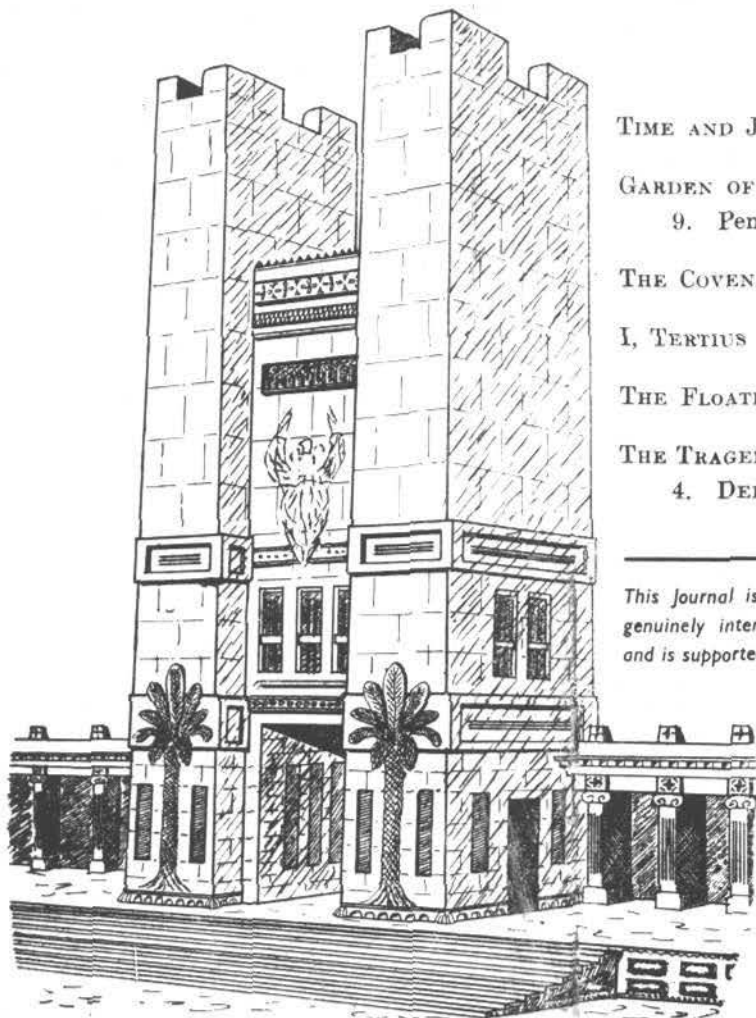 TIME AND J
GARDEN OF
9. Pen
THE COVEN
I, TERTIUS
THE FLOATI
THE TRAGE
4. DE
This Journal is
genuinely inter
and is supporte